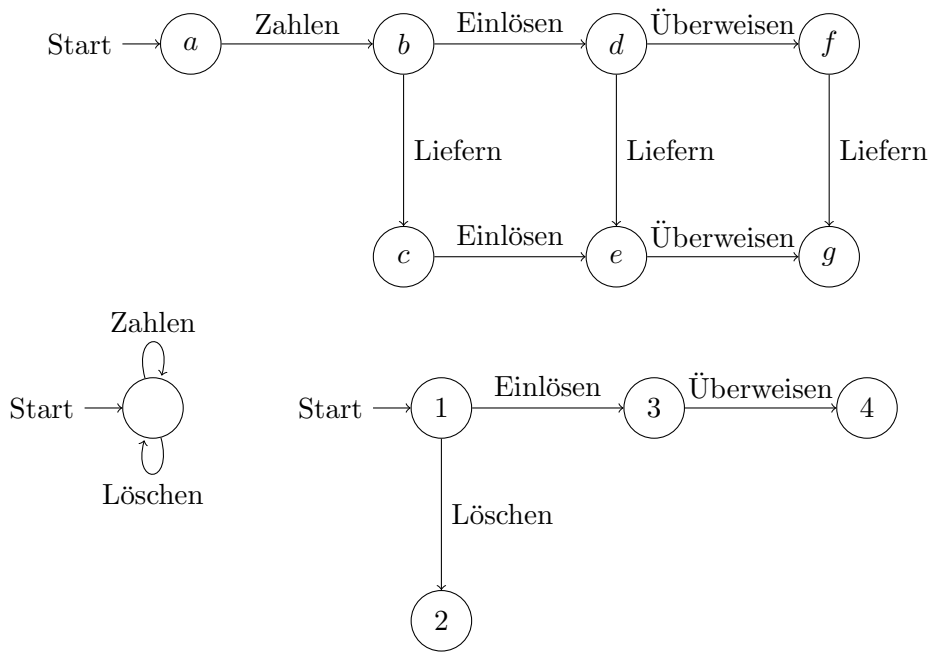 Start a Zahlen b Einlösen d Überweisen f
Liefern Liefern Liefern
c Einlösen e Überweisen g
Zahlen
Start
Löschen
Start 1 Einlösen 3 Überweisen 4
Löschen
2